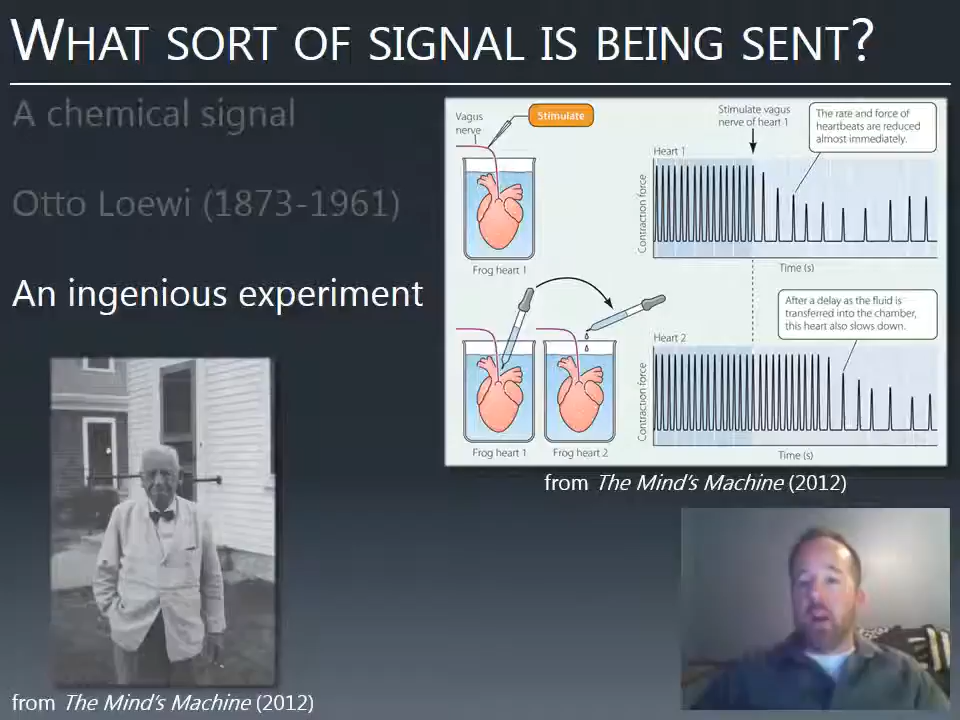 WHAT SORT OF SIGNAL IS BEING SENT?
A chemical signal
Otto Loewi (1873-1961)
An ingenious experiment
Vagus
nerve
Stimulate
Frog heart 1
Stimulate vagus
nerve of heart 1
The rate and force of
heartbeats are reduced
almost immediately.
Heart 1
Contraction force
Time (s)
Frog heart 1
Frog heart 2
After a delay as the fluid is
transferred into the chamber,
this heart also slows down.
Heart 2
Contraction force
Time (s)
from The Mind's Machine (2012)
from The Mind's Machine (2012)